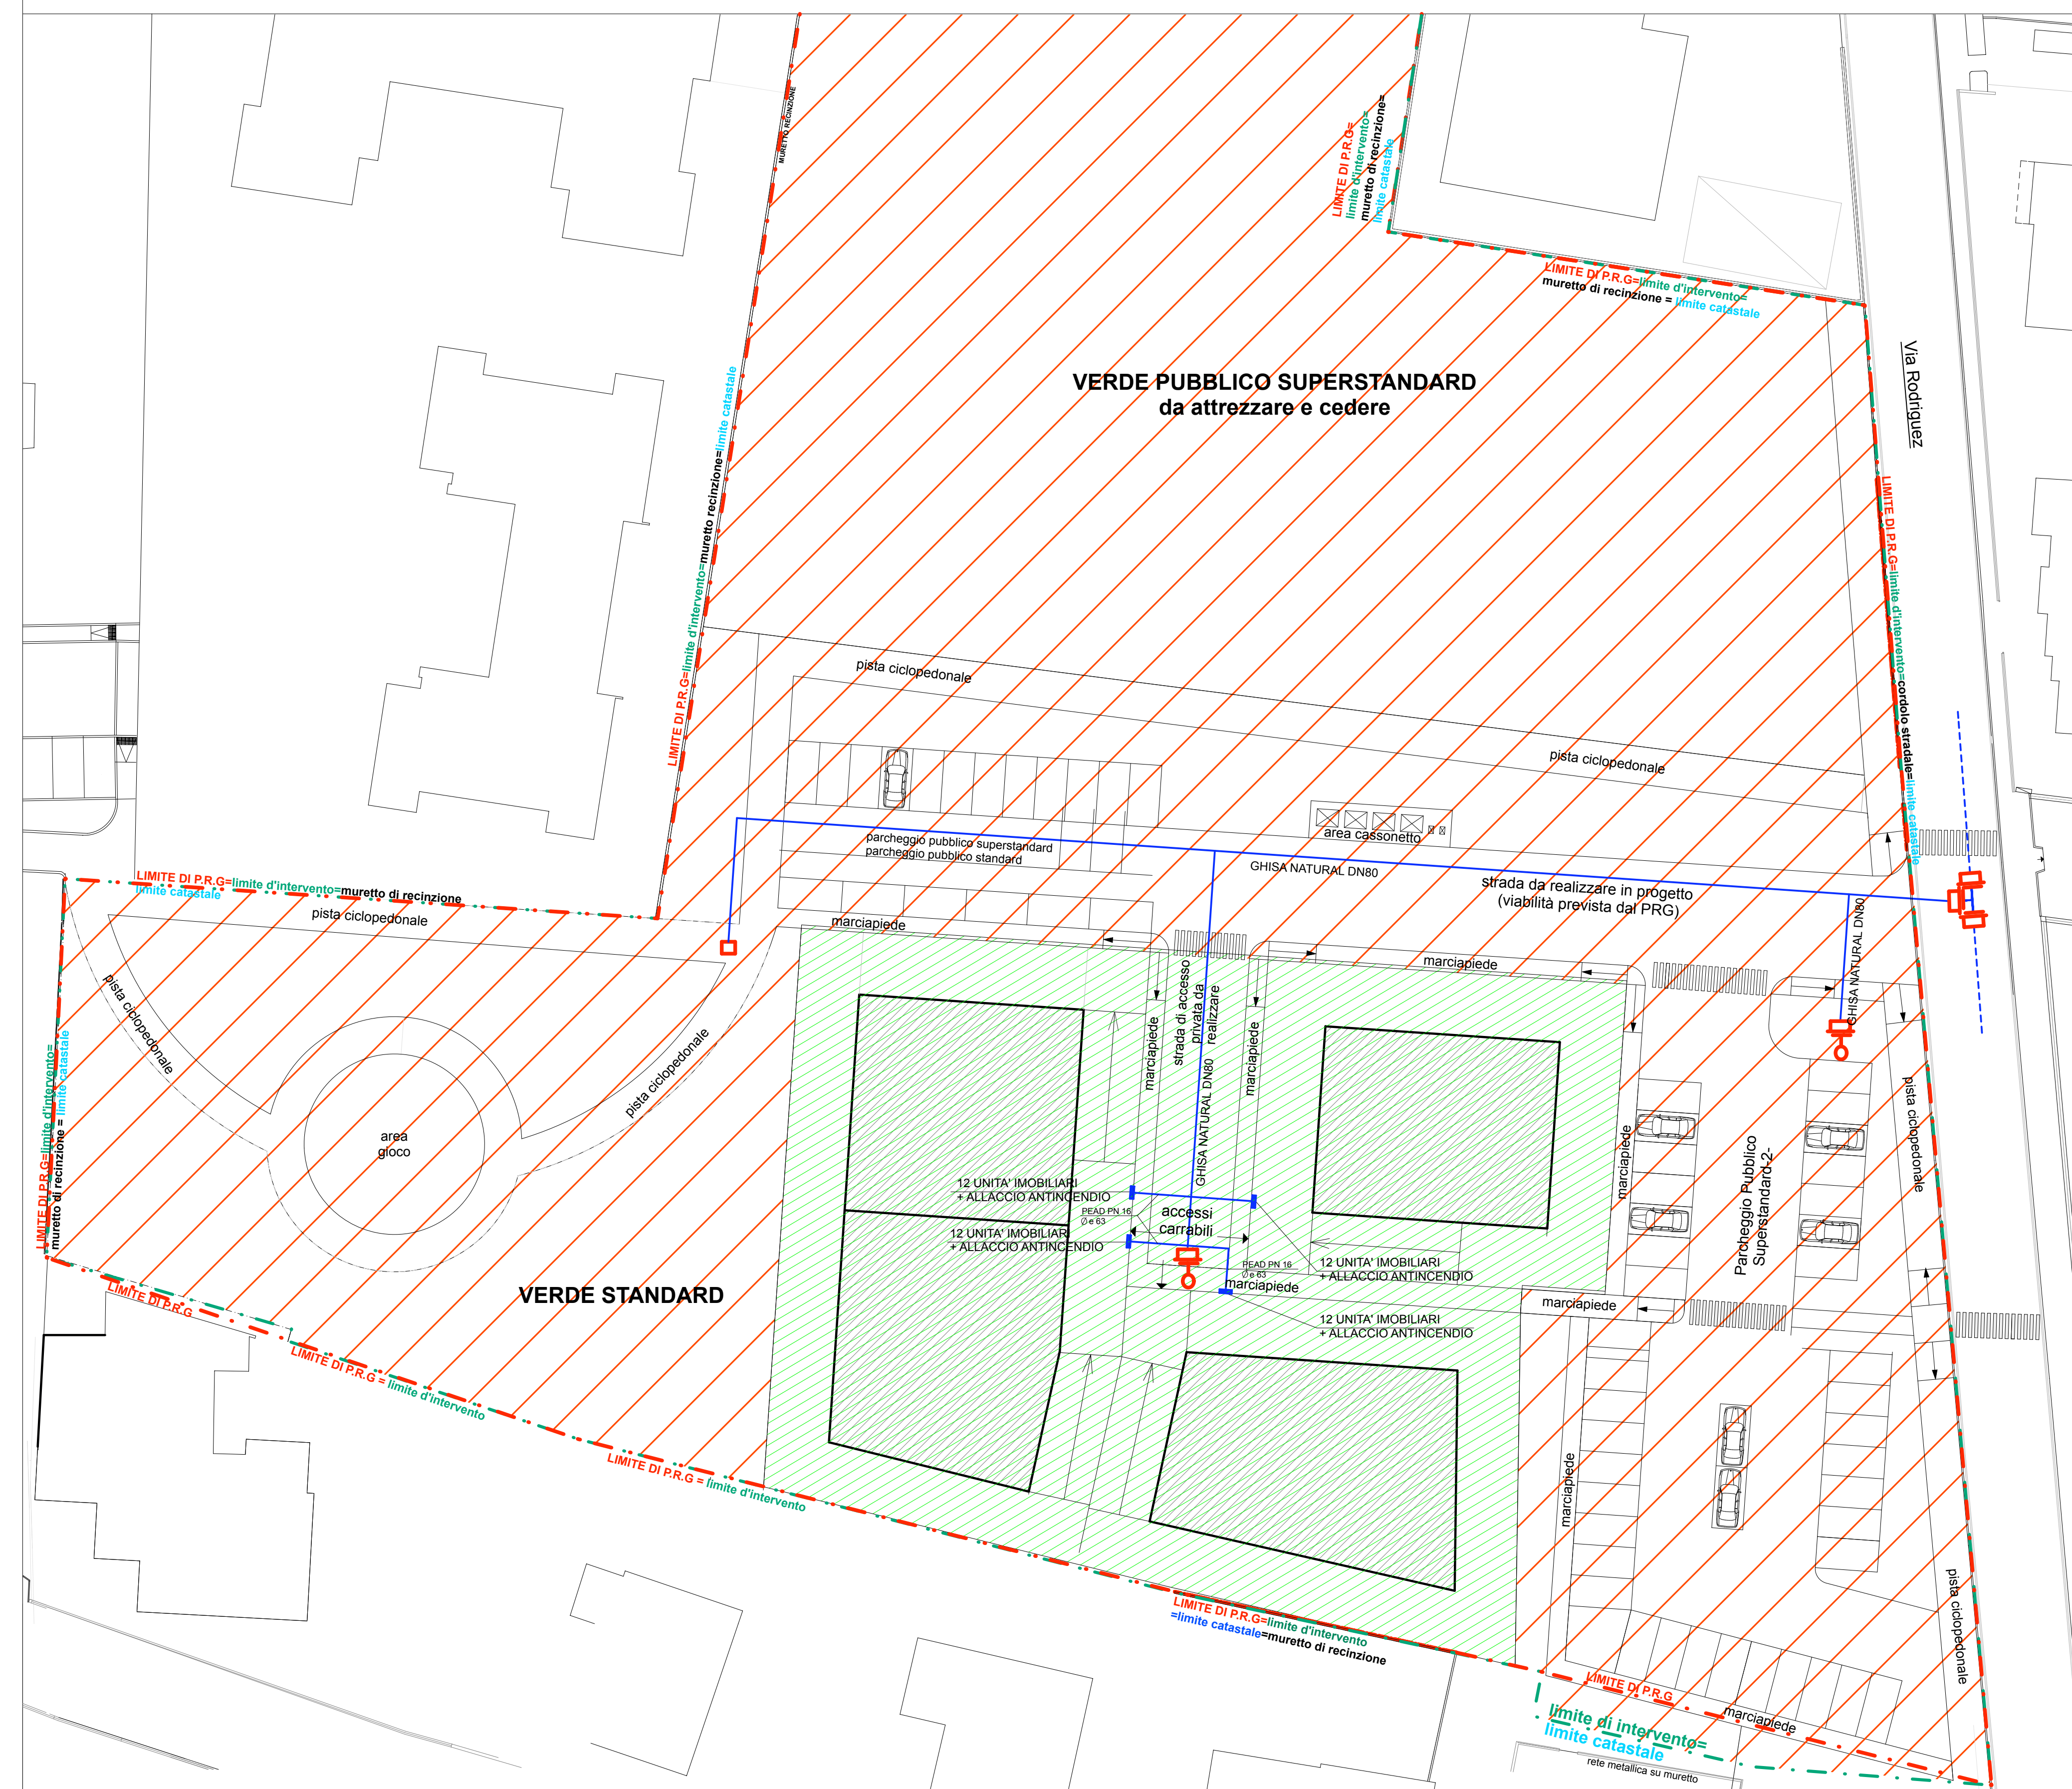 MURETTO RECINZIONE
LIMITE DI P.R.G=
limite d'intervento=
muretto di recinzione=
limite catastale
LIMITE DI P.R.G=limite d'intervento=
muretto di recinzione = limite catastale
Via Rodriquez
VERDE PUBBLICO SUPERSTANDARD
da attrezzare e cedere
LIMITE DI P.R.G=limite d'intervento=muretto recinzione=limite catastale
LIMITE DI P.R.G=limite d'intervento=cordolo stradale=limite catastale
pista ciclopedonale
pista ciclopedonale
parcheggio pubblico superstandard
parcheggio pubblico standard
area cassonetto
GHISA NATURAL DN80
strada da realizzare in progetto
(viabilità prevista dal PRG)
GHISA NATURAL DN80
LIMITE DI P.R.G=limite d'intervento=muretto di recinzione
limite catastale
pista ciclopedonale
marciapiede
marciapiede
pista ciclopedonale
pista ciclopedonale
area
gioco
LIMITE DI P.R.G=limite d'intervento=
muretto di recinzione = limite catastale
marciapiede
strada di accesso
privata da
realizzare
GHISA NATURAL DN80
marciapiede
marciapiede
Parcheggio Pubblico
Superstandard-2-
pista ciclopedonale
12 UNITA' IMOBILIARI
+ ALLACCIO ANTINCENDIO
PEAD PN 16
Ø e 63
accessi
carrabili
12 UNITA' IMOBILIARI
+ ALLACCIO ANTINCENDIO
PEAD PN 16
Ø e 63
marciapiede
12 UNITA' IMOBILIARI
+ ALLACCIO ANTINCENDIO
12 UNITA' IMOBILIARI
+ ALLACCIO ANTINCENDIO
marciapiede
VERDE STANDARD
LIMITE DI P.R.G
LIMITE DI P.R.G = limite d'intervento
LIMITE DI P.R.G = limite d'intervento
marciapiede
pista ciclopedonale
LIMITE DI P.R.G=limite d'intervento
=limite catastale=muretto di recinzione
LIMITE DI P.R.G
marciapiede
limite di intervento=
limite catastale
rete metallica su muretto